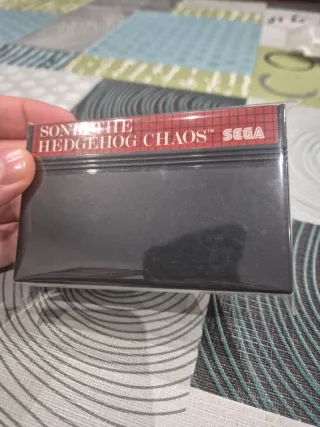 SONIC THE
HEDGEHOG CHAOS™ SEGA